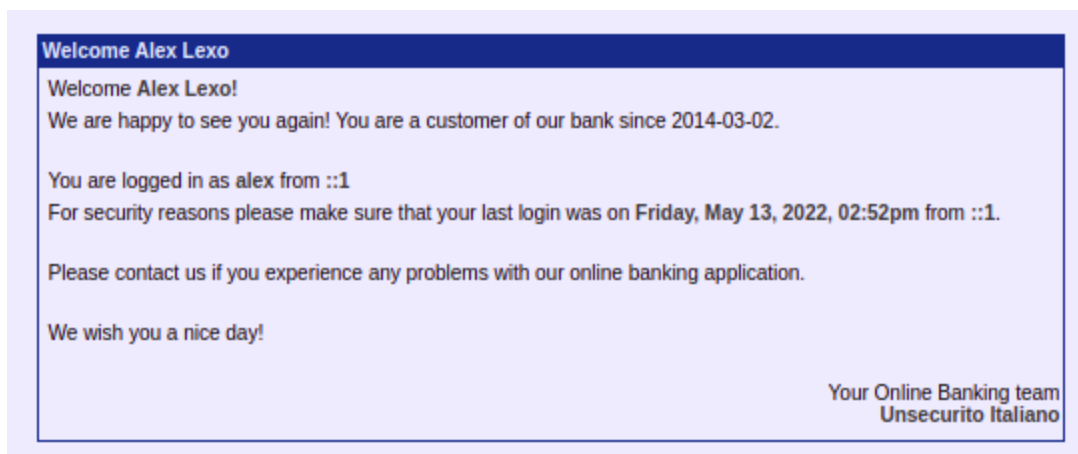 Welcome Alex Lexo
Welcome Alex Lexo!
We are happy to see you again! You are a customer of our bank since 2014-03-02.
You are logged in as alex from ::1
For security reasons please make sure that your last login was on Friday, May 13, 2022, 02:52pm from ::1.
Please contact us if you experience any problems with our online banking application.
We wish you a nice day!
Your Online Banking team
Unsecurito Italiano